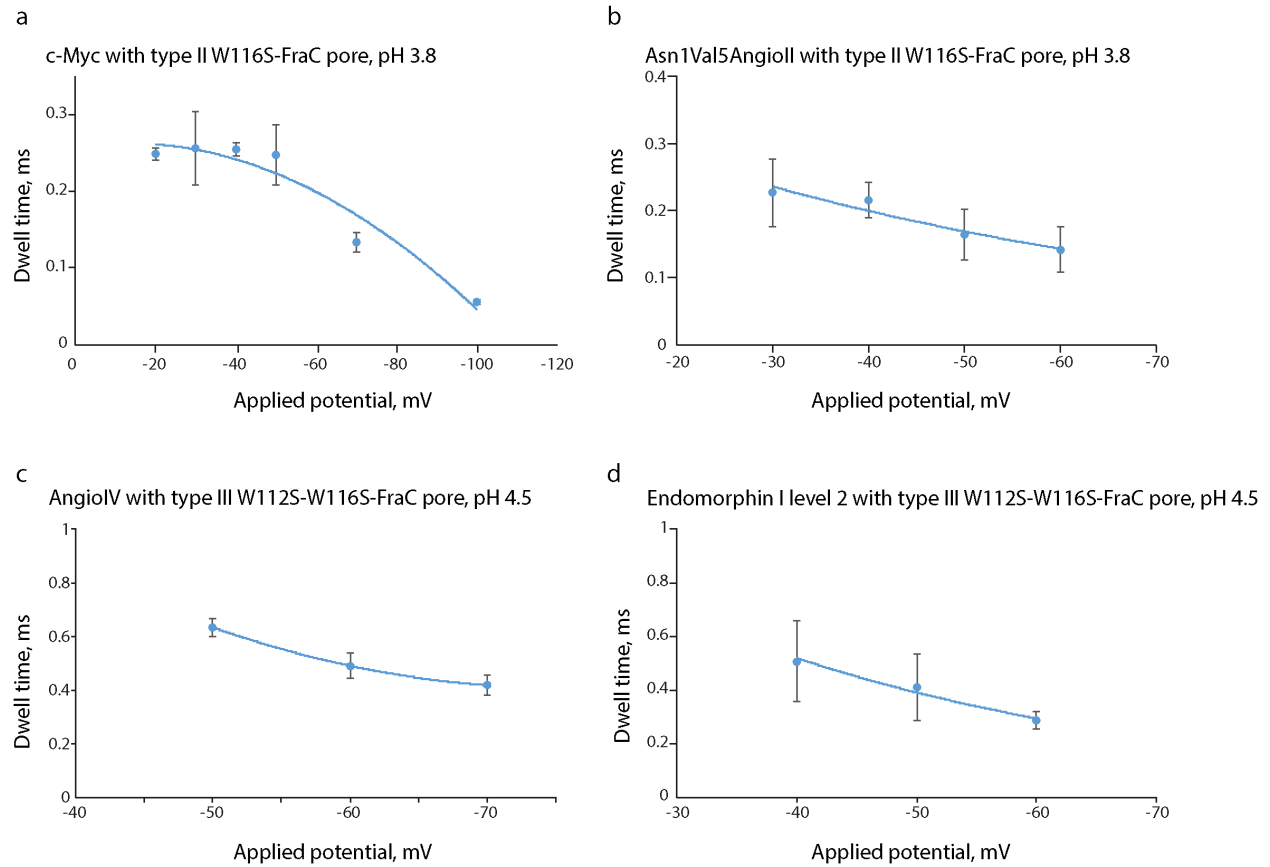 a
c-Myc with type II W116S-FraC pore, pH 3.8
0.3
0.2
0.1
0
0
-20
-40
-60
-80
-100
-120
Dwell time, ms
Applied potential, mV
b
Asn1Val5AngioII with type II W116S-FraC pore, pH 3.8
0.4
0.3
0.2
0.1
0
-20
-30
-40
-50
-60
-70
Dwell time, ms
Applied potential, mV
c
AngioIV with type III W112S-W116S-FraC pore, pH 4.5
1
0.8
0.6
0.4
0.2
0
-40
-50
-60
-70
Dwell time, ms
Applied potential, mV
d
Endomorphin I level 2 with type III W112S-W116S-FraC pore, pH 4.5
1
0.8
0.6
0.4
0.2
0
-30
-40
-50
-60
-70
Dwell time, ms
Applied potential, mV